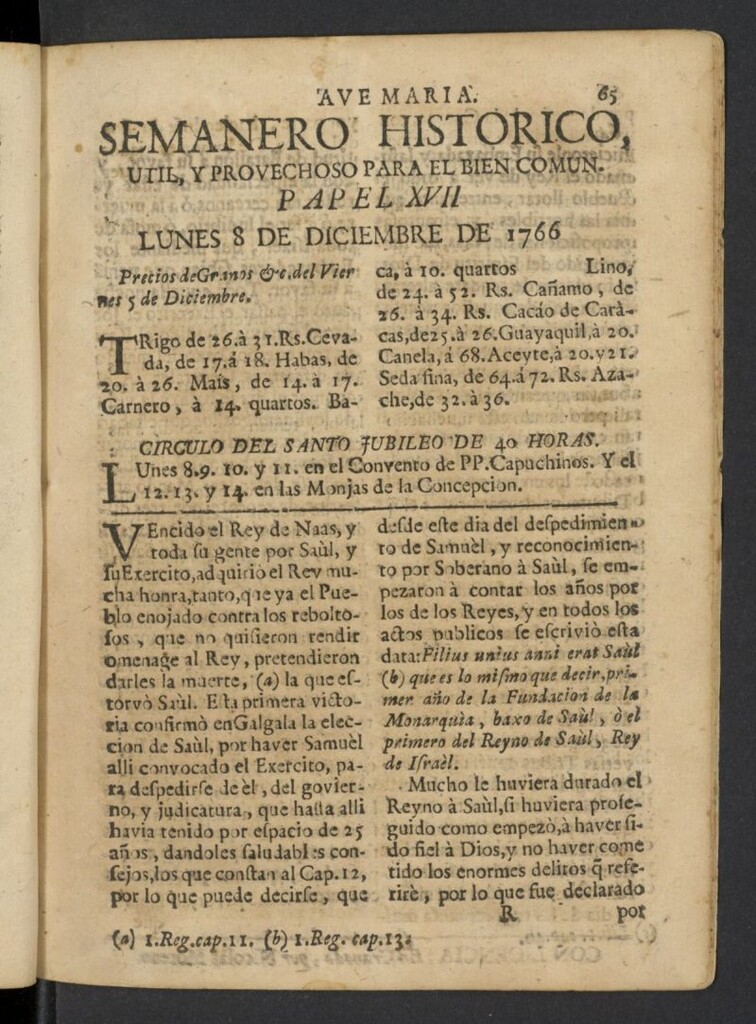 AVE MARIA. 65
SEMANERO HISTORICO,
UTIL, Y PROVECHOSO PARA EL BIEN COMUN.
PAPEL XVII
LUNES 8 DE DICIEMBRE DE 1766
Precios de Granos &c. del Vier
nes 5 de Diciembre.
TRigo de 26. à 31. Rs. Ceva-
da, de 17. á 18. Habas, de
20. à 26. Mais, de 14. à 17.
Carnero, à 14. quartos. Ba-
ca, à 10. quartos Lino,
de 24. à 52. Rs. Cañamo, de
26. à 34. Rs. Cacáo de Carà-
cas, de 25. à 26. Guayaquil, à 20.
Canela, á 68. Aceyte, à 20. y 21.
Seda fina, de 64. á 72. Rs. Aza-
che, de 32. à 36.
CIRCULO DEL SANTO JUBILEO DE 40 HORAS.
LUnes 8. 9. 10. y 11. en el Convento de PP. Capuchinos. Y el
12. 13. y 14. en las Monjas de la Concepcion.
VEncido el Rey de Naas, y
toda ſu gente por Saùl, y
ſu Exercito, adquiriò el Rey mu-
cha honra, tanto, que ya el Pue-
blo enojado contra los rebolto-
ſos, que no quiſieron rendir
omenage al Rey, pretendieron
darles la muerte, (a) la que eſ-
torvò Saùl. Eſta primera victo-
ria confirmò en Galgala la elec-
cion de Saùl, por haver Samuèl
alli convocado el Exercito, pa-
ra deſpedirſe de èl, del govier-
no, y judicatura, que haſta alli
havia tenido por eſpacio de 25
años, dandoles ſaludables con-
ſejos, los que conſtan al Cap. 12,
por lo que puede decirſe, que
deſde eſte dia del deſpedimien-
to de Samuèl, y reconocimien-
to por Soberano à Saùl, ſe em-
pezaron à contar los años por
los de los Reyes, y en todos los
actos publicos ſe eſcriviò eſta
data: Filius unius anni erat Saùl
(b) que es lo miſmo que decir, pri-
mer año de la Fundacion de la
Monarquìa, baxo de Saùl, ò el
primero del Reyno de Saùl, Rey
de Iſraèl.
Mucho le huviera durado el
Reyno à Saùl, ſi huviera proſe-
guido como empezò, à haver ſi-
do fiel à Dios, y no haver come
tido los enormes delitos q̃ refe-
rirè, por lo que fue declarado
R por
(a) 1. Reg. cap. 11. (b) 1. Reg. cap. 13.